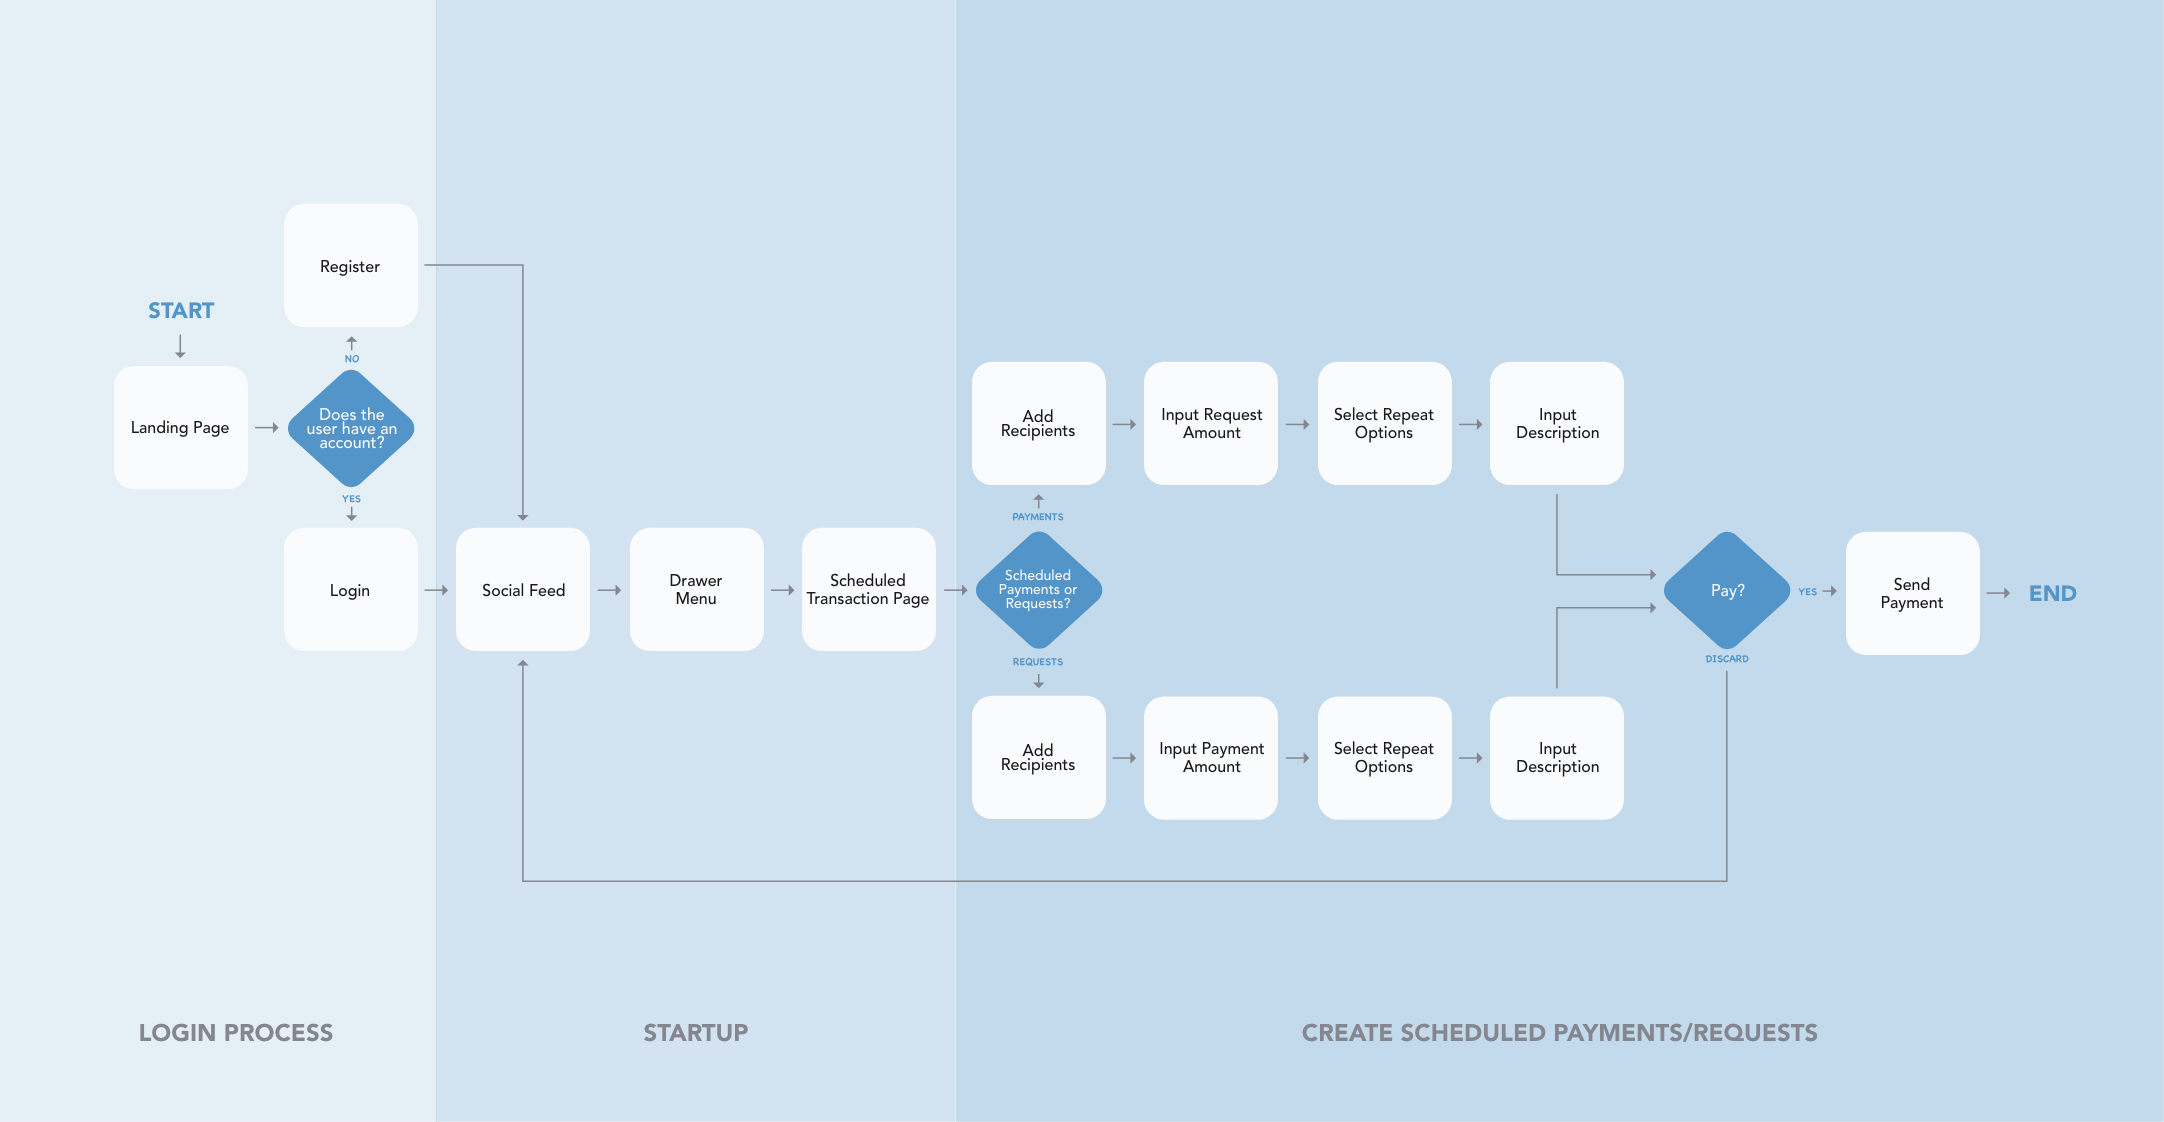 Register
START
NO
Landing Page
Does the
user have an
account?
YES
Login
Social Feed
Drawer
Menu
Scheduled
Transaction Page
Scheduled
Payments or
Requests?
PAYMENTS
Add
Recipients
Input Request
Amount
Select Repeat
Options
Input
Description
REQUESTS
Add
Recipients
Input Payment
Amount
Select Repeat
Options
Input
Description
Pay?
YES
DISCARD
Send
Payment
END
LOGIN PROCESS
STARTUP
CREATE SCHEDULED PAYMENTS/REQUESTS